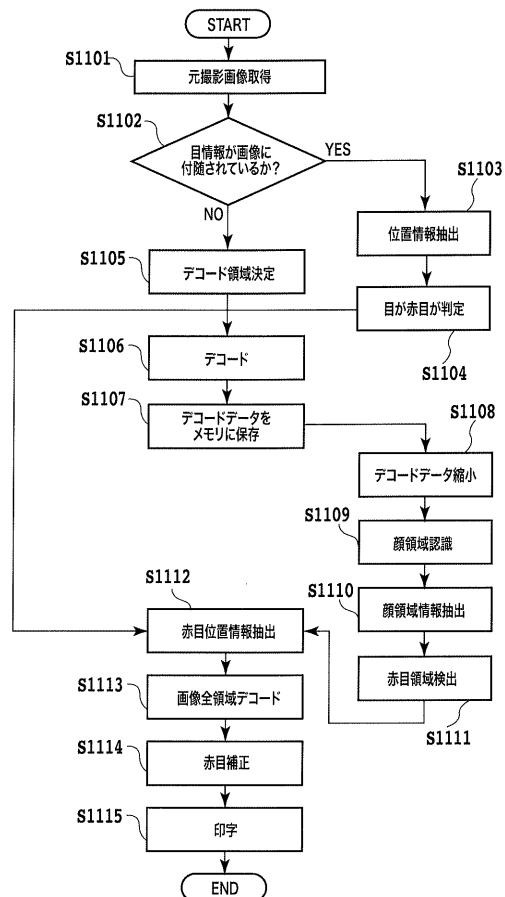 START
S1101
元撮影画像取得
S1102
目情報が画像に
付随されているか？
YES
NO
S1103
位置情報抽出
S1104
目が赤目が判定
S1105
デコード領域決定
S1106
デコード
S1107
デコードデータを
メモリに保存
S1108
デコードデータ縮小
S1109
顔領域認識
S1110
顔領域情報抽出
S1111
赤目領域検出
S1112
赤目位置情報抽出
S1113
画像全領域デコード
S1114
赤目補正
S1115
印字
END